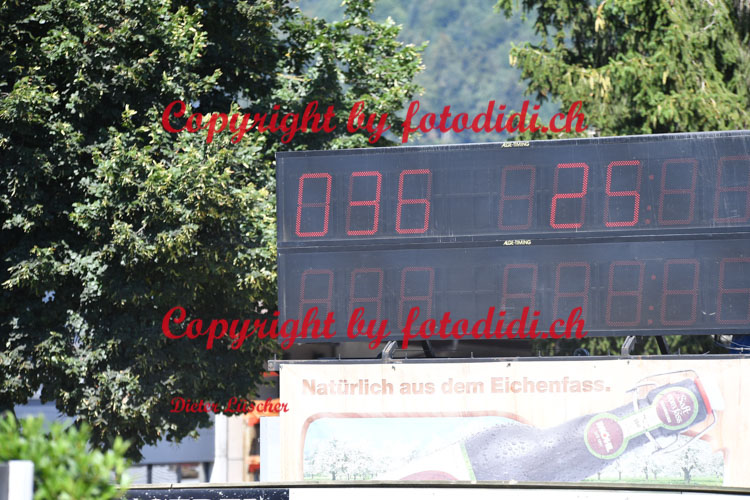 Copyright by fotodidi.ch
ALGE-TIMING
036 25
ALGE-TIMING
Copyright by fotodidi.ch
Natürlich aus dem Eichenfass.
Dieter Lüscher